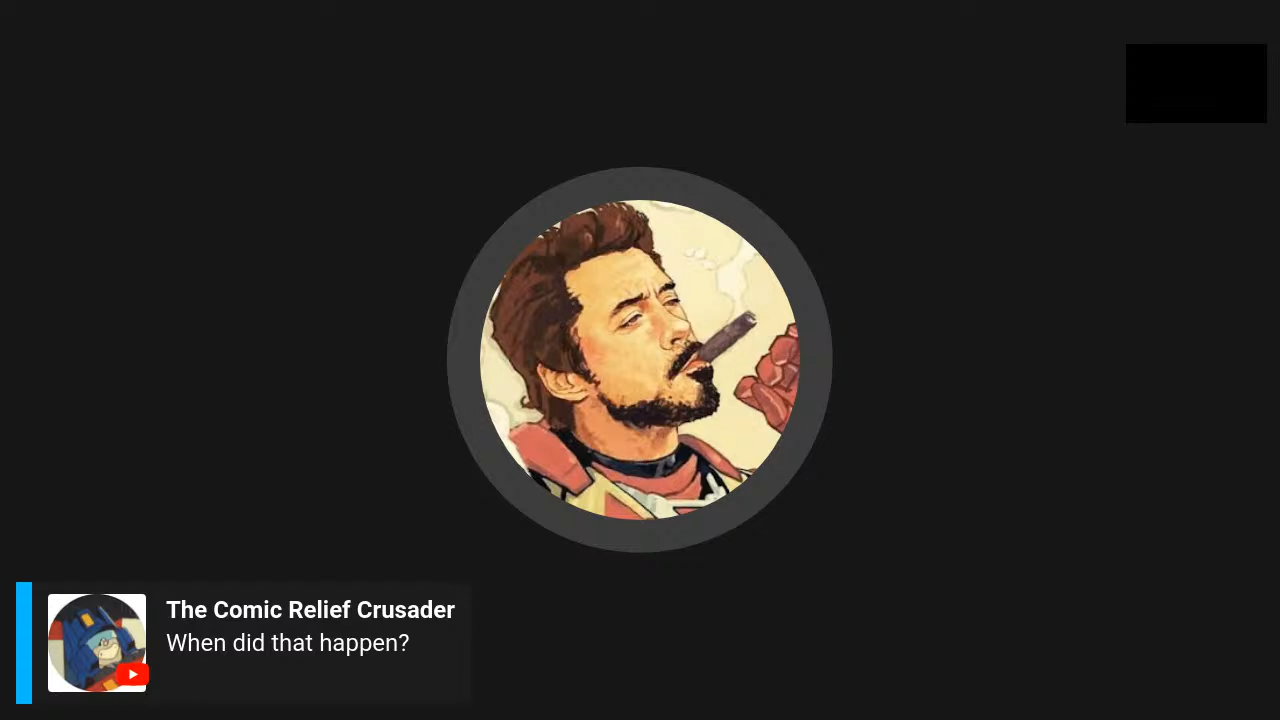 The Comic Relief Crusader
When did that happen?